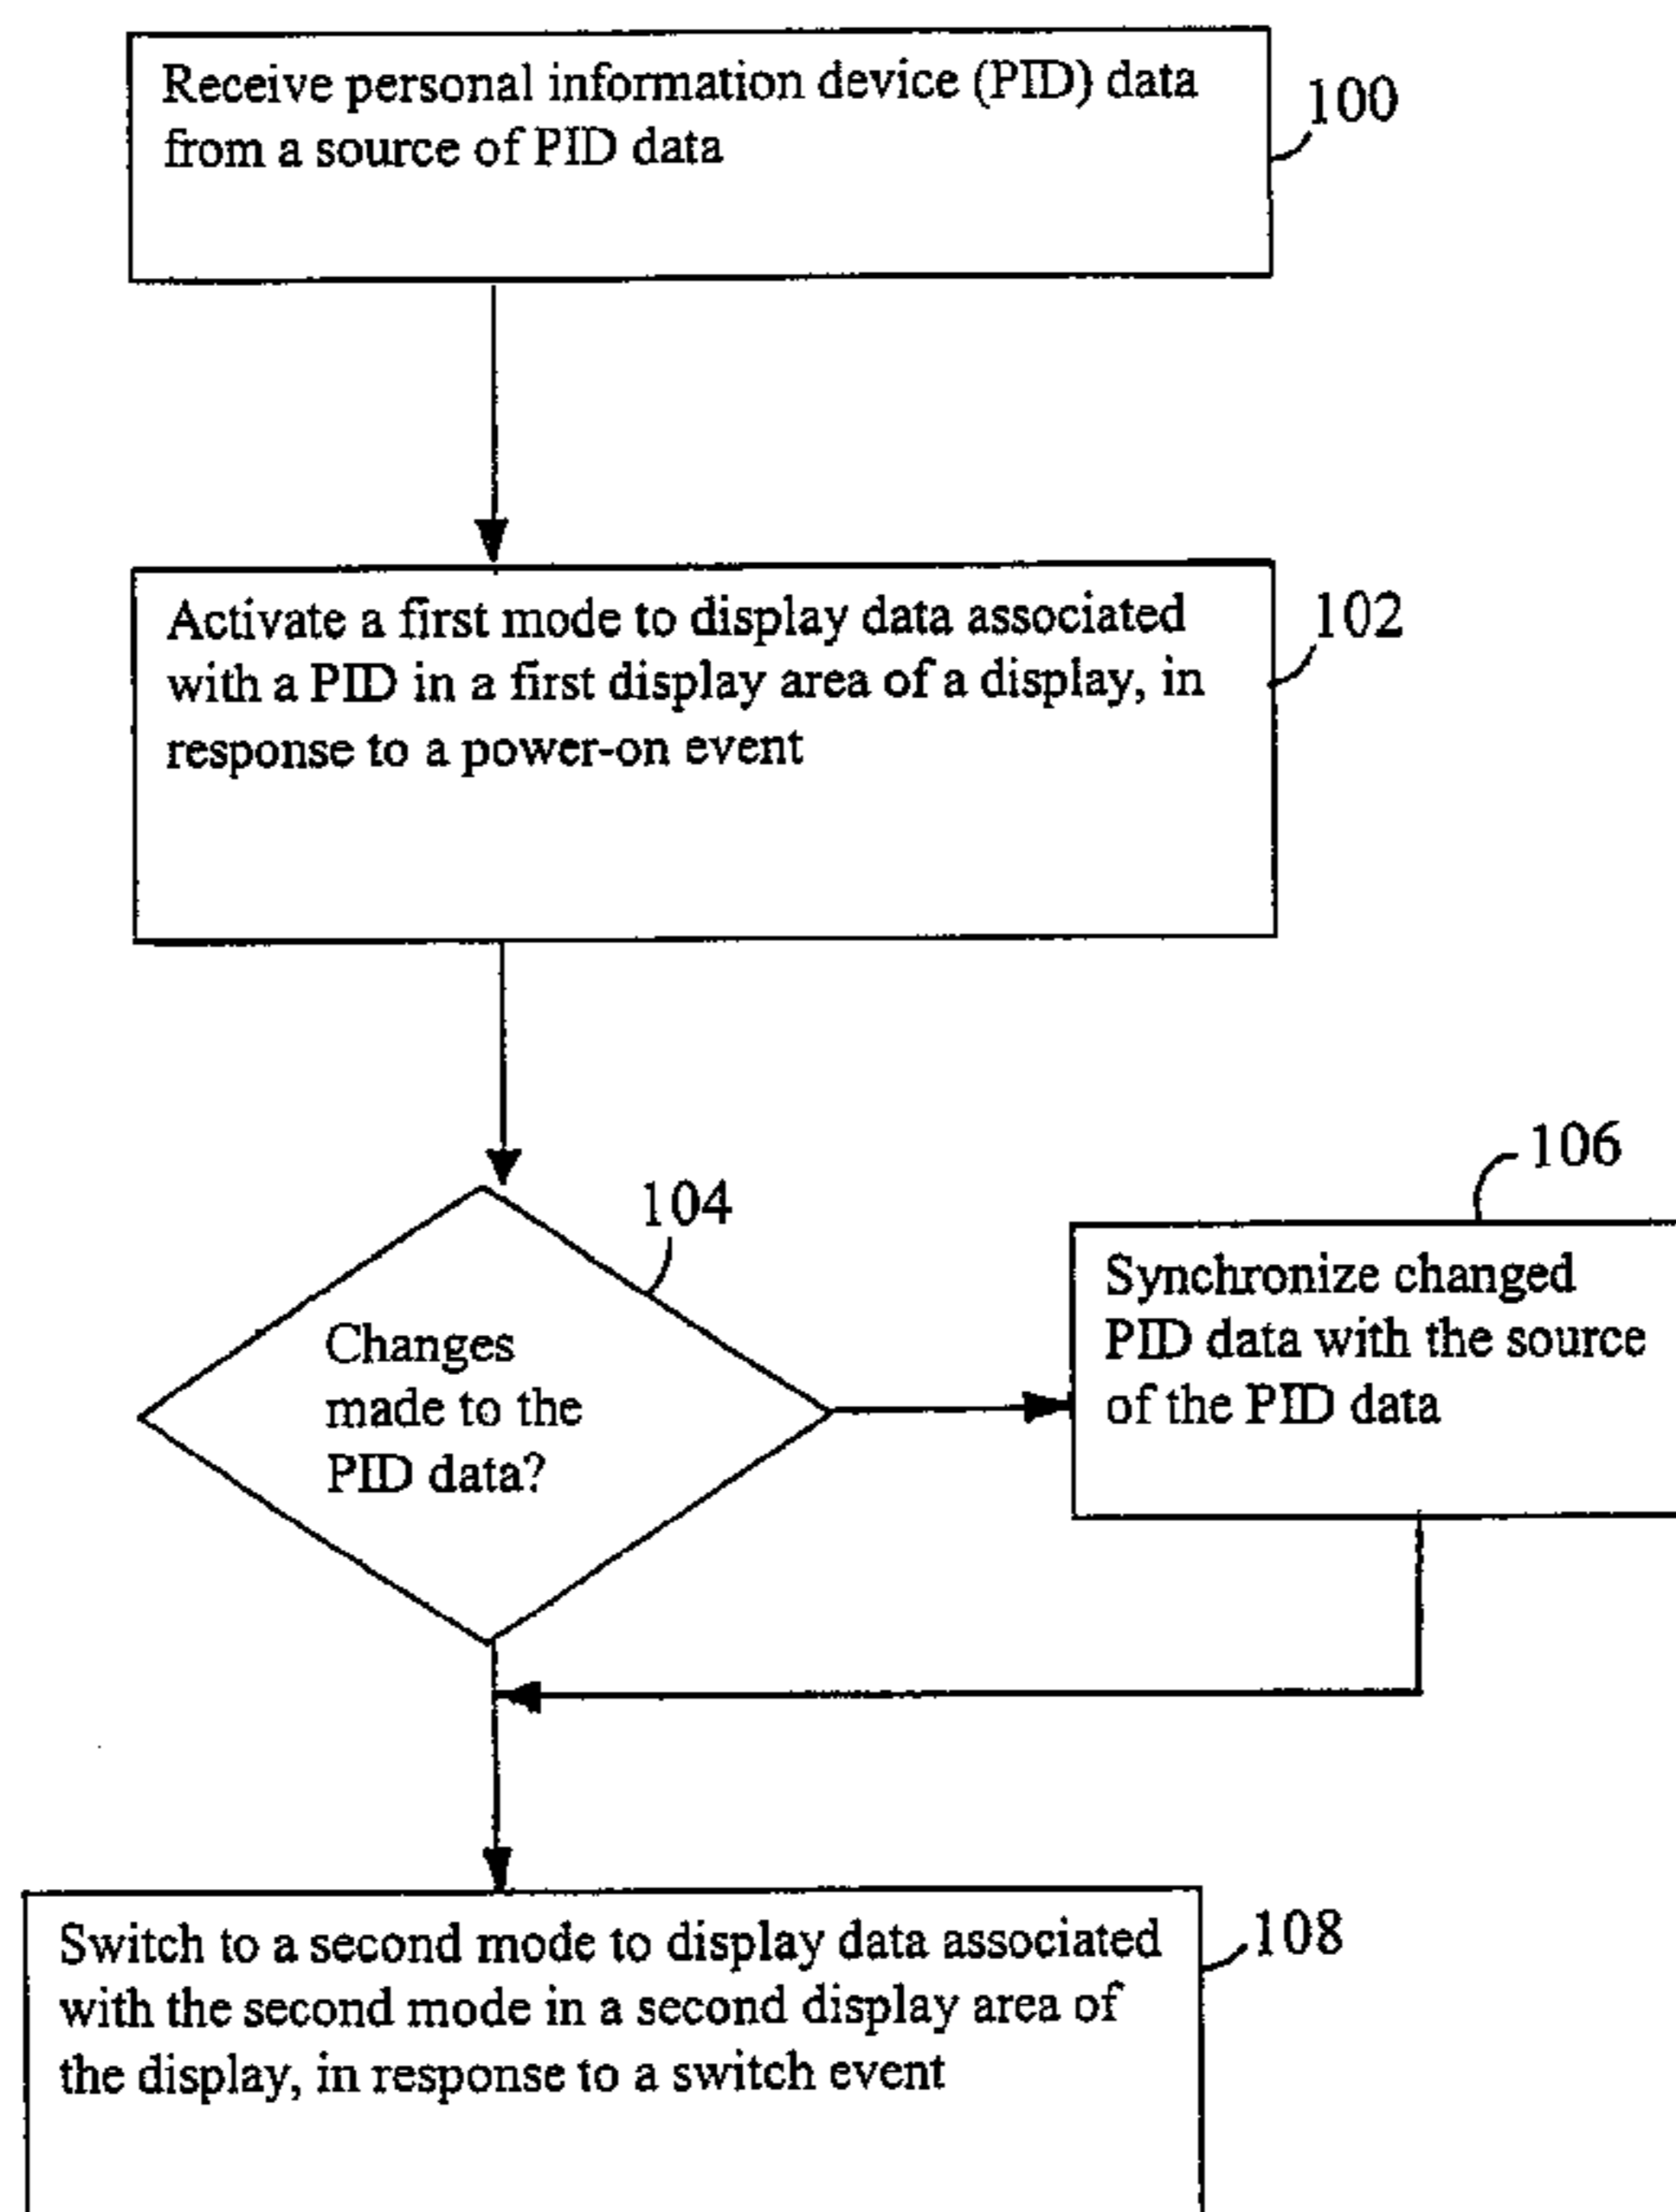 Receive personal information device (PID) data
from a source of PID data
100
Activate a first mode to display data associated
with a PID in a first display area of a display, in
response to a power-on event
102
104
Changes
made to the
PID data?
106
Synchronize changed
PID data with the source
of the PID data
Switch to a second mode to display data associated
with the second mode in a second display area of
the display, in response to a switch event
108